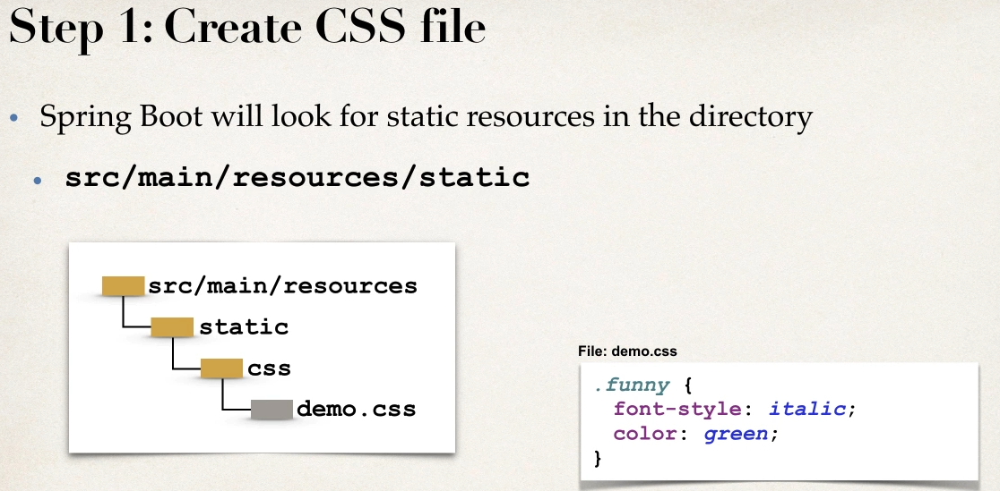 Step 1: Create CSS file
• Spring Boot will look for static resources in the directory
• src/main/resources/static
src/main/resources
static
css
demo.css
File: demo.css
.funny {
font-style: italic;
color: green;
}